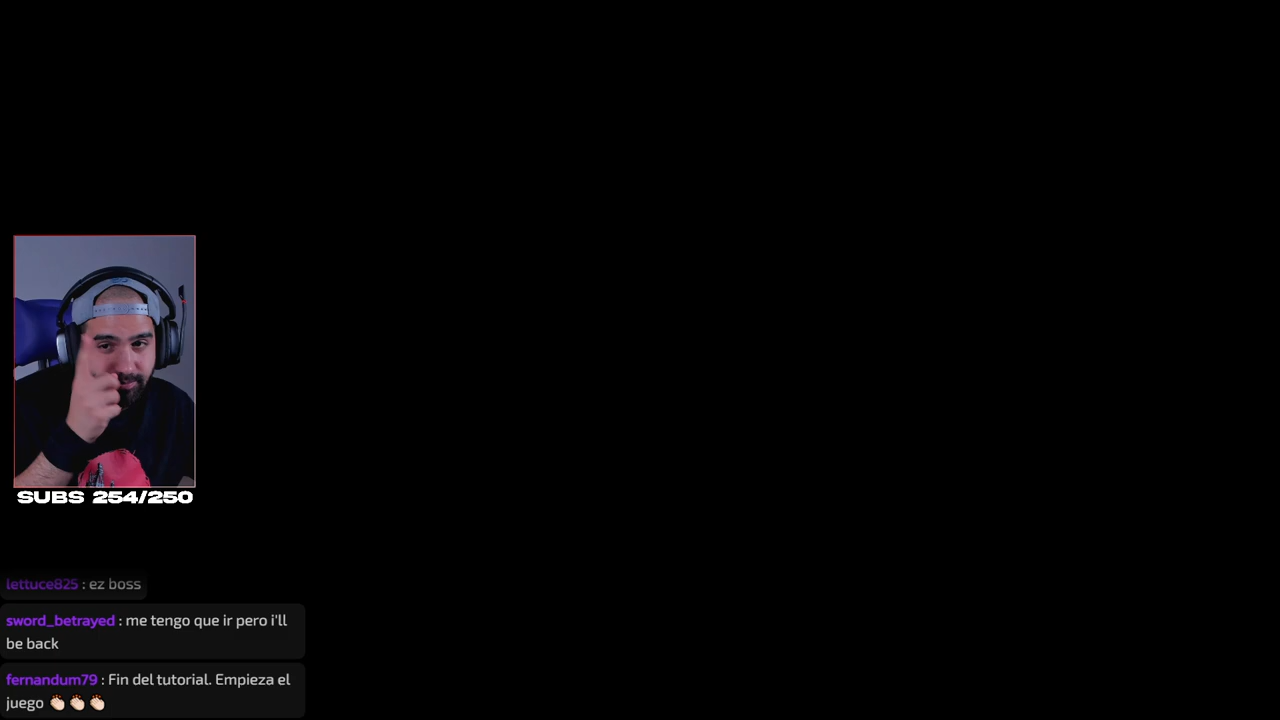 SUBS 254/250
lettuce825 : ez boss
sword_betrayed : me tengo que ir pero i'll
be back
fernandum79 : Fin del tutorial. Empieza el
juego 👏🏻👏🏻👏🏻